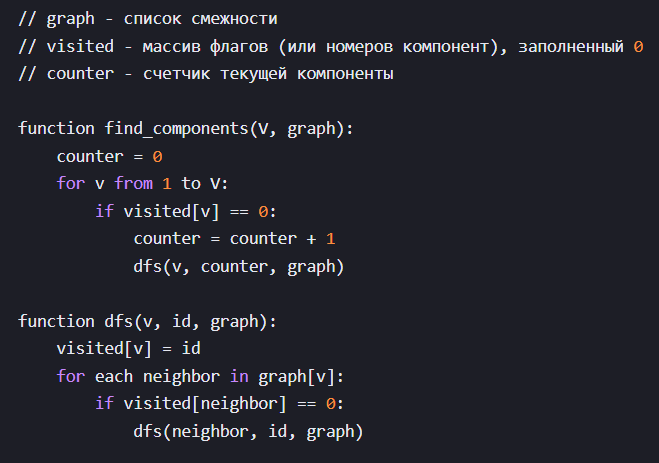 // graph - список смежности
// visited - массив флагов (или номеров компонент), заполненный 0
// counter - счетчик текущей компоненты
function find_components(V, graph):
    counter = 0
    for v from 1 to V:
        if visited[v] == 0:
            counter = counter + 1
            dfs(v, counter, graph)
function dfs(v, id, graph):
    visited[v] = id
    for each neighbor in graph[v]:
        if visited[neighbor] == 0:
            dfs(neighbor, id, graph)